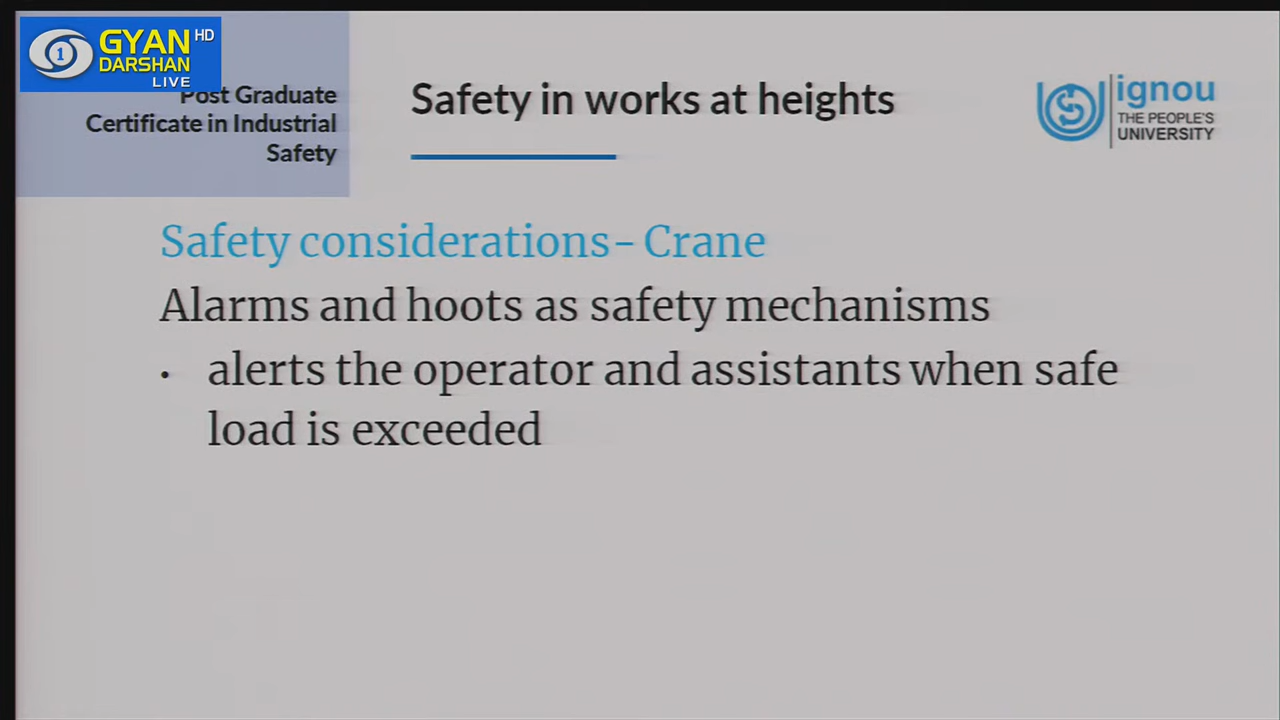 GYAN HD
DARSHAN
1
LIVE
Post Graduate
Certificate in Industrial
Safety
Safety in works at heights
ignou
THE PEOPLE'S
UNIVERSITY
Safety considerations- Crane
Alarms and hoots as safety mechanisms
• alerts the operator and assistants when safe
load is exceeded